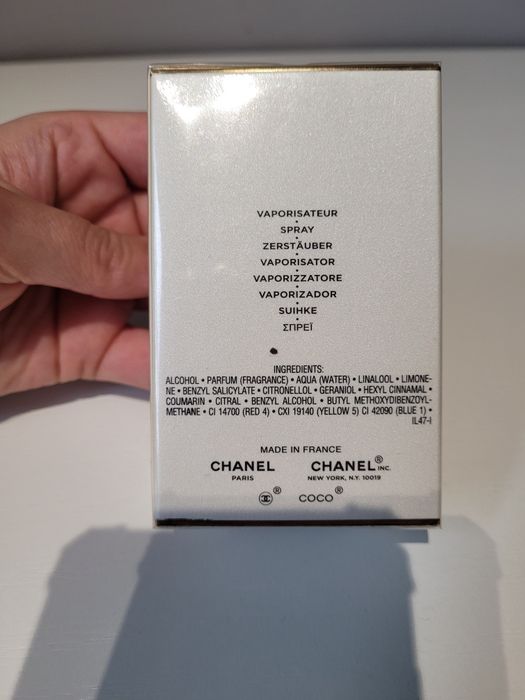 VAPORISATEUR
•
SPRAY
•
ZERSTÄUBER
•
VAPORISATOR
•
VAPORIZZATORE
•
VAPORIZADOR
•
SUIHKE
•
ΣΠΡΕΪ
INGREDIENTS:
ALCOHOL • PARFUM (FRAGRANCE) • AQUA (WATER) • LINALOOL • LIMONE-
NE • BENZYL SALICYLATE • CITRONELLOL • GERANIOL • HEXYL CINNAMAL •
COUMARIN • CITRAL • BENZYL ALCOHOL • BUTYL METHOXYDIBENZOYL-
METHANE • CI 14700 (RED 4) • CXI 19140 (YELLOW 5) CI 42090 (BLUE 1) •
IL47-I
MADE IN FRANCE
CHANEL CHANEL® INC.
PARIS NEW YORK, N.Y. 10019
® COCO®